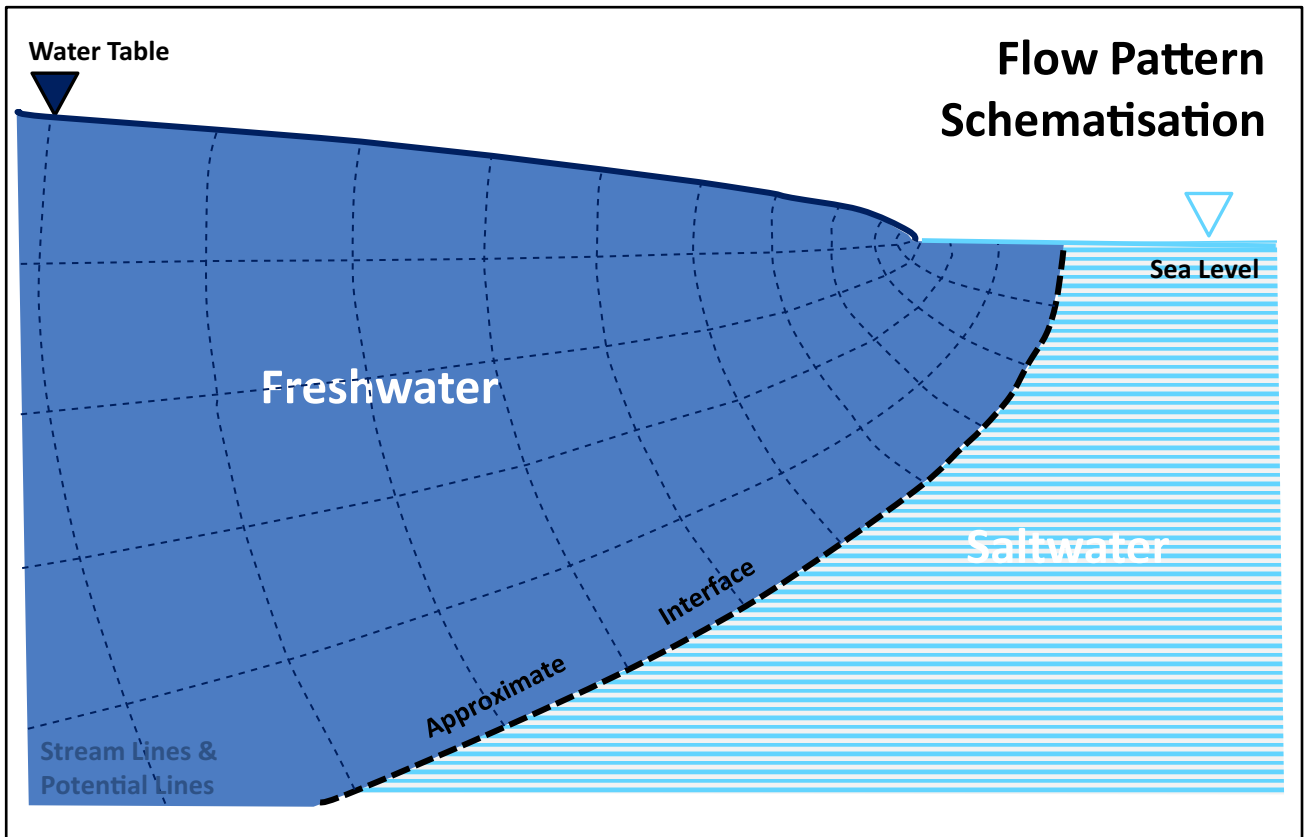 Water Table
Flow Pattern
Schematisation
Sea Level
Freshwater
Saltwater
Interface
Approximate
Stream Lines &
Potential Lines